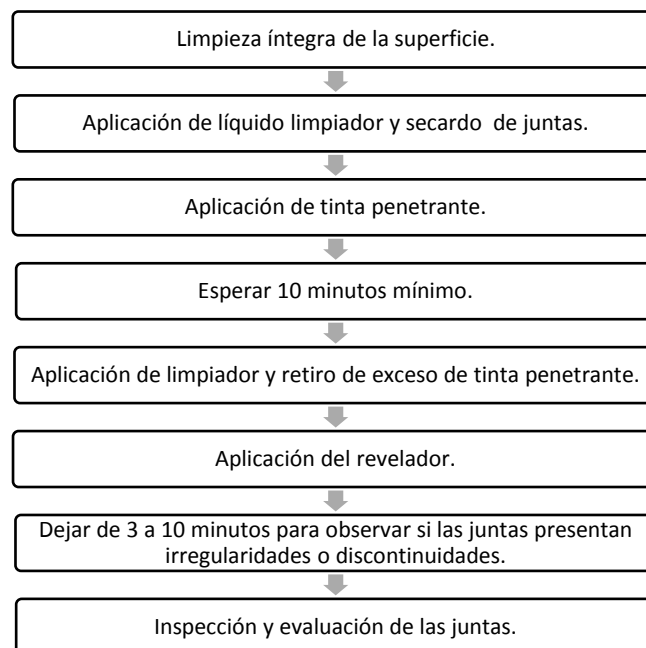 Limpieza íntegra de la superficie.
Aplicación de líquido limpiador y secardo  de juntas.
Aplicación de tinta penetrante.
Esperar 10 minutos mínimo.
Aplicación de limpiador y retiro de exceso de tinta penetrante.
Aplicación del revelador.
Dejar de 3 a 10 minutos para observar si las juntas presentan
irregularidades o discontinuidades.
Inspección y evaluación de las juntas.